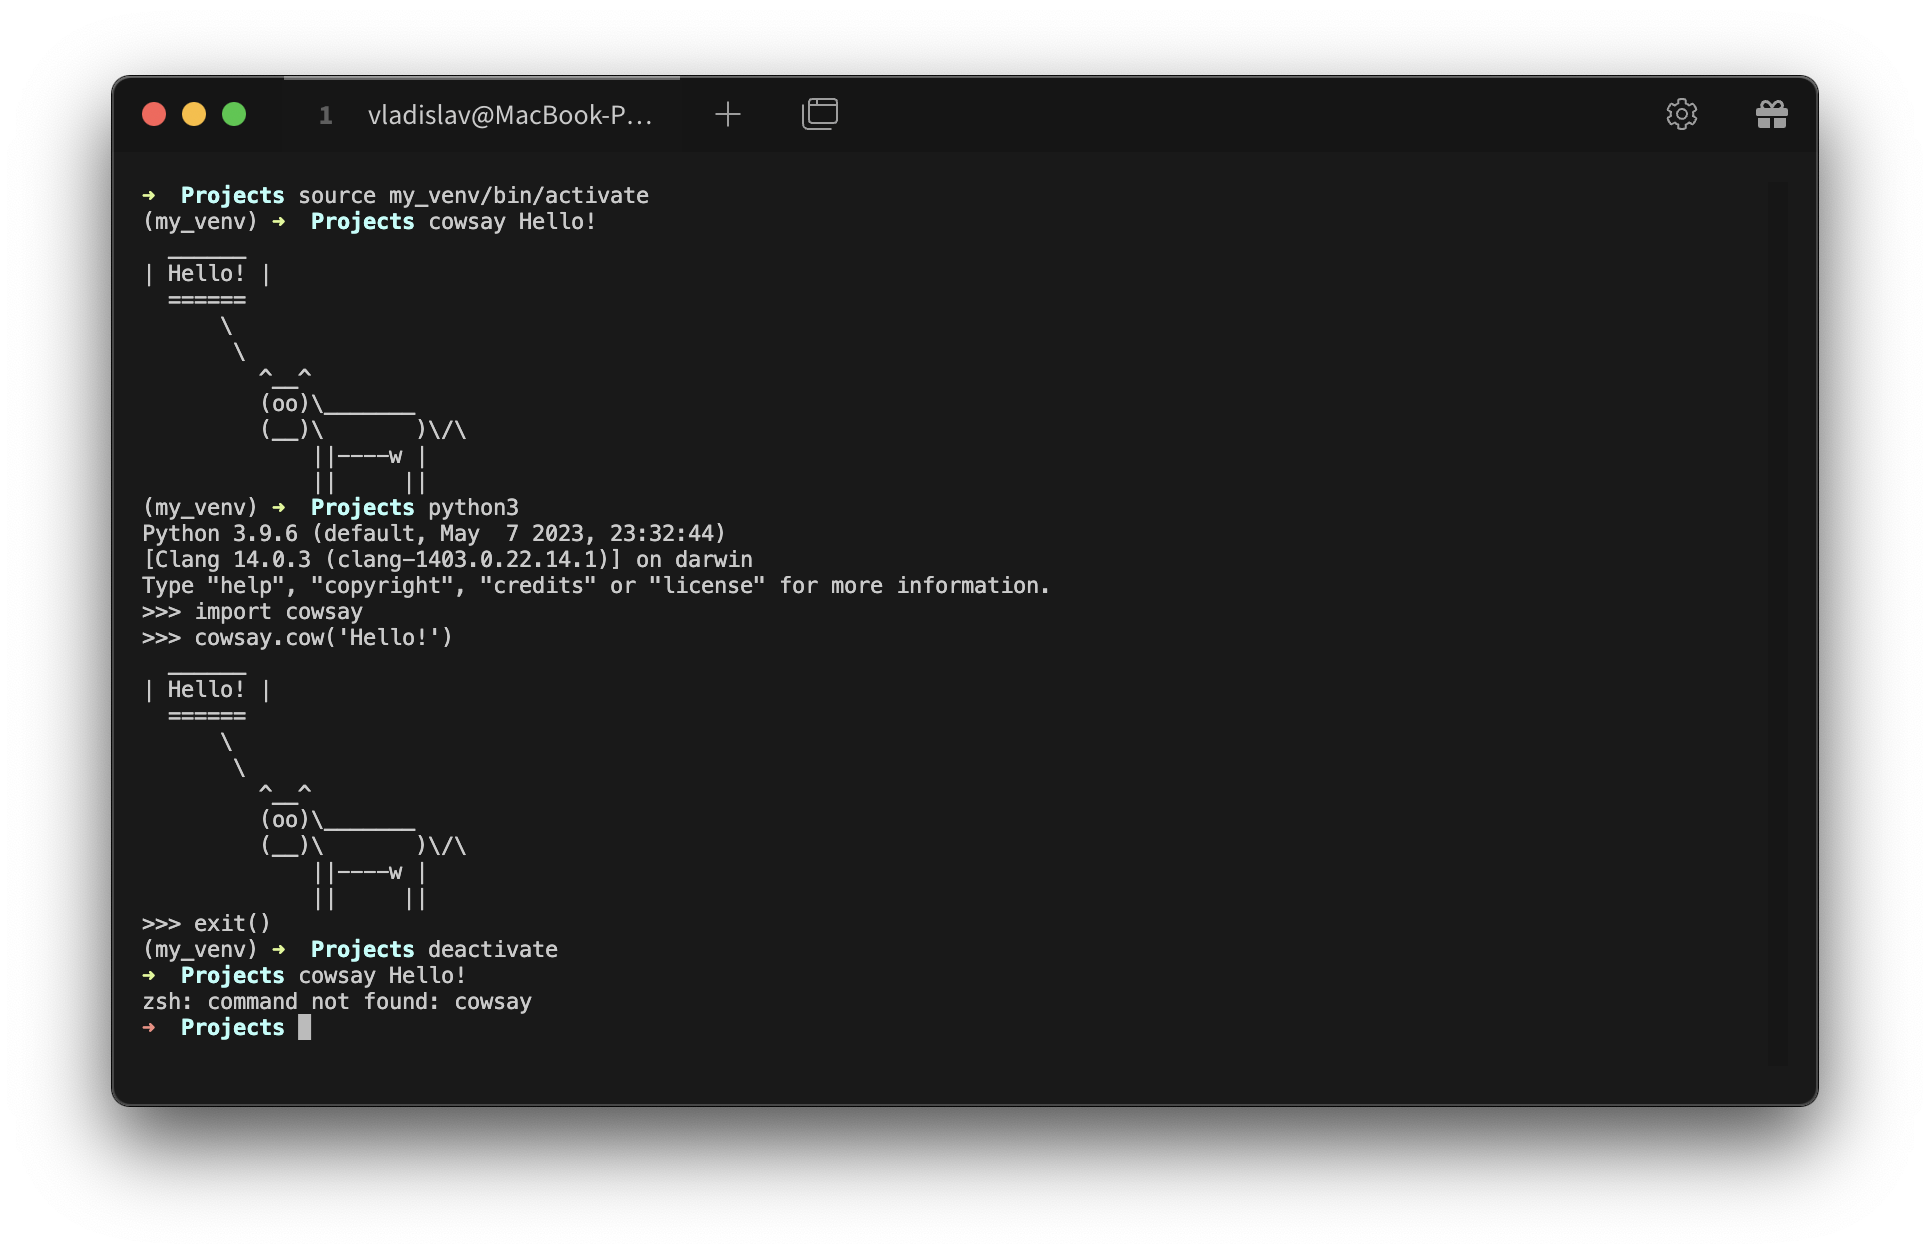 1 vladislav@MacBook-P...
➜  Projects source my_venv/bin/activate
(my_venv) ➜  Projects cowsay Hello!
  ______
| Hello! |
  ======
      \
       \
         ^__^
         (oo)\_______
         (__)\       )\/\
             ||----w |
             ||     ||
(my_venv) ➜  Projects python3
Python 3.9.6 (default, May  7 2023, 23:32:44)
[Clang 14.0.3 (clang-1403.0.22.14.1)] on darwin
Type "help", "copyright", "credits" or "license" for more information.
>>> import cowsay
>>> cowsay.cow('Hello!')
  ______
| Hello! |
  ======
      \
       \
         ^__^
         (oo)\_______
         (__)\       )\/\
             ||----w |
             ||     ||
>>> exit()
(my_venv) ➜  Projects deactivate
➜  Projects cowsay Hello!
zsh: command not found: cowsay
➜  Projects